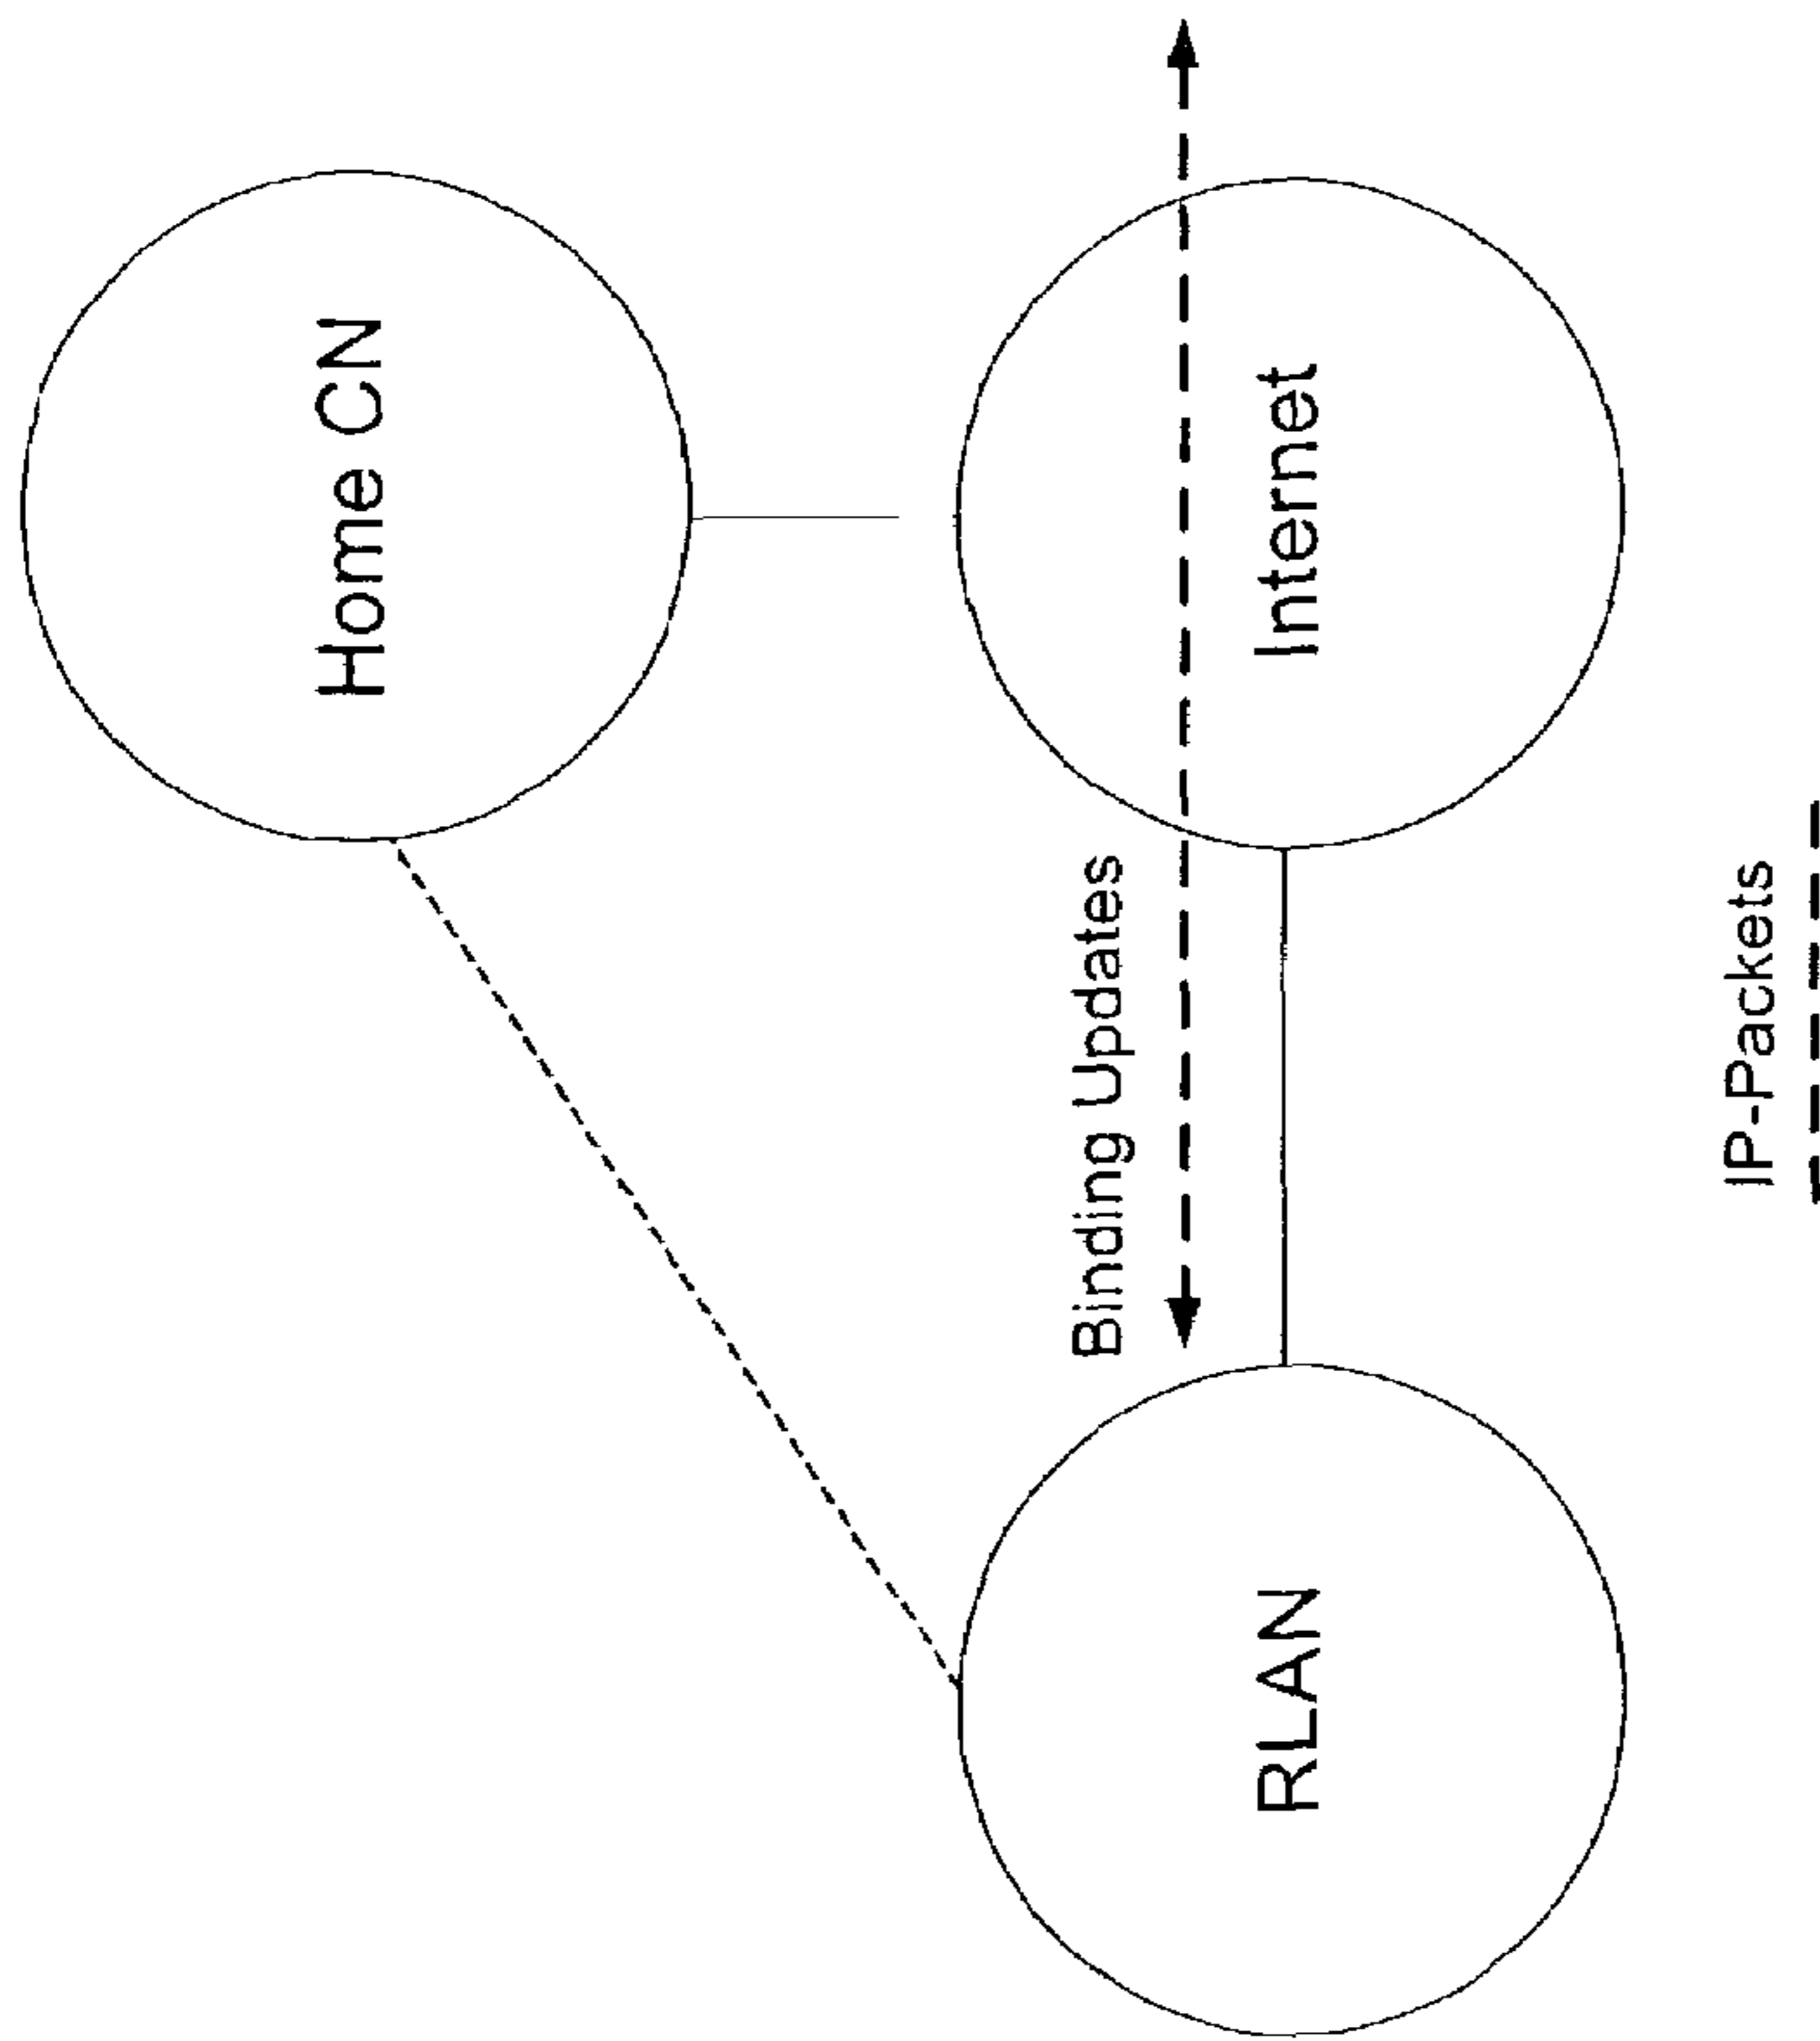 Home CN
Binding Updates
RLAN
Internet
IP-Packets